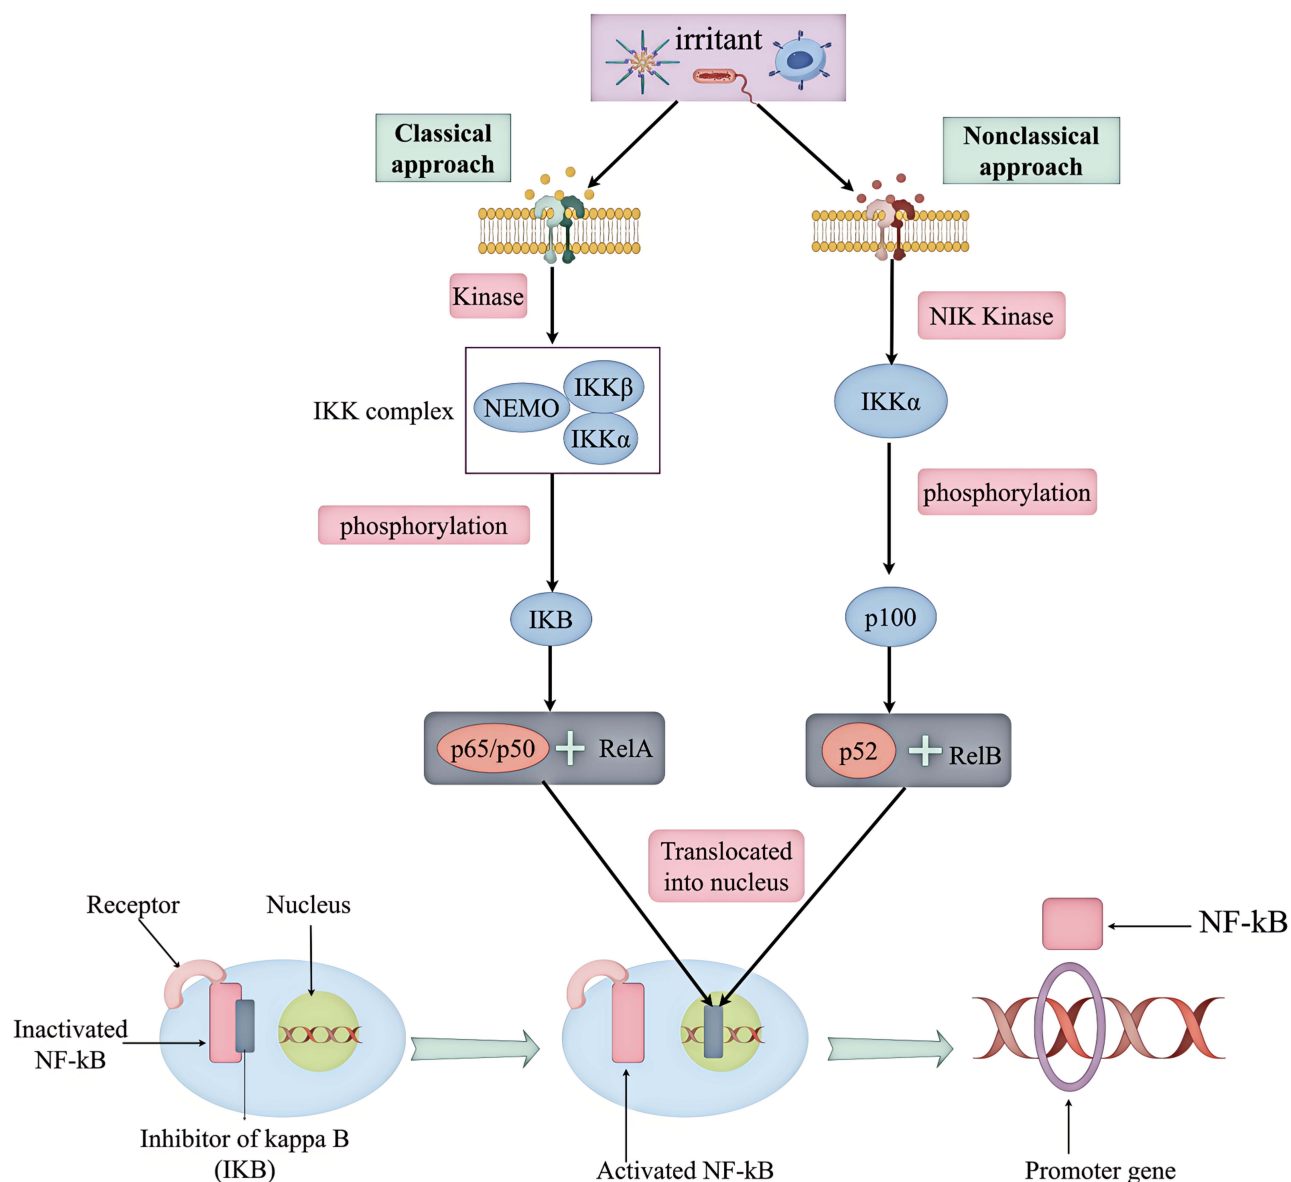 irritant
Classical
approach
Nonclassical
approach
Kinase
NIK Kinase
IKK complex
NEMO
IKKβ
IKKα
IKKα
phosphorylation
phosphorylation
IKB
p100
p65/p50
RelA
p52
RelB
Translocated
into nucleus
Receptor
Nucleus
NF-kB
Inactivated
NF-kB
Inhibitor of kappa B
(IKB)
Activated NF-kB
Promoter gene